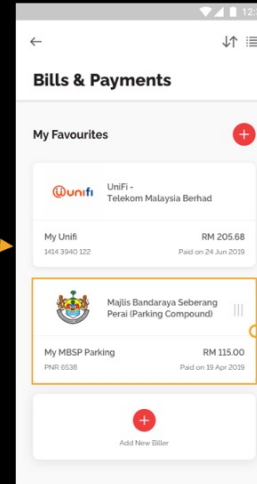 12:
Bills & Payments
My Favourites
unifi
UniFi -
Telekom Malaysia Berhad
My Unifi
RM 205.68
1414 3940 122
Paid on 24 Jun 2019
Majlis Bandaraya Seberang
Perai (Parking Compound)
My MBSP Parking
RM 115.00
PNR 6538
Paid on 19 Apr 2019
Add New Biller